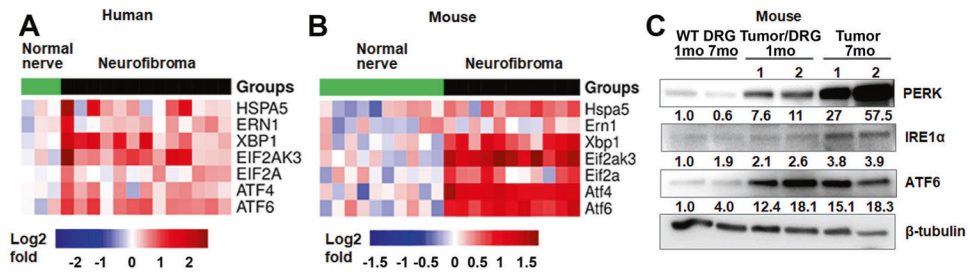 A
Human
Normal
nerve
Neurofibroma
Groups
HSPA5
ERN1
XBP1
EIF2AK3
EIF2A
ATF4
ATF6
Log2
fold
-2 -1 0 1 2
B
Mouse
Normal
nerve
Neurofibroma
Groups
Hspa5
Ern1
Xbp1
Eif2ak3
Eif2a
Atf4
Atf6
Log2
fold
-1.5 -1 -0.5 0 0.5 1 1.5
C
Mouse
WT DRG Tumor/DRG Tumor
1mo 7mo 1mo 7mo
1 2 1 2
PERK
1.0 0.6 7.6 11 27 57.5
IRE1α
1.0 1.9 2.1 2.6 3.8 3.9
ATF6
1.0 4.0 12.4 18.1 15.1 18.3
β-tubulin